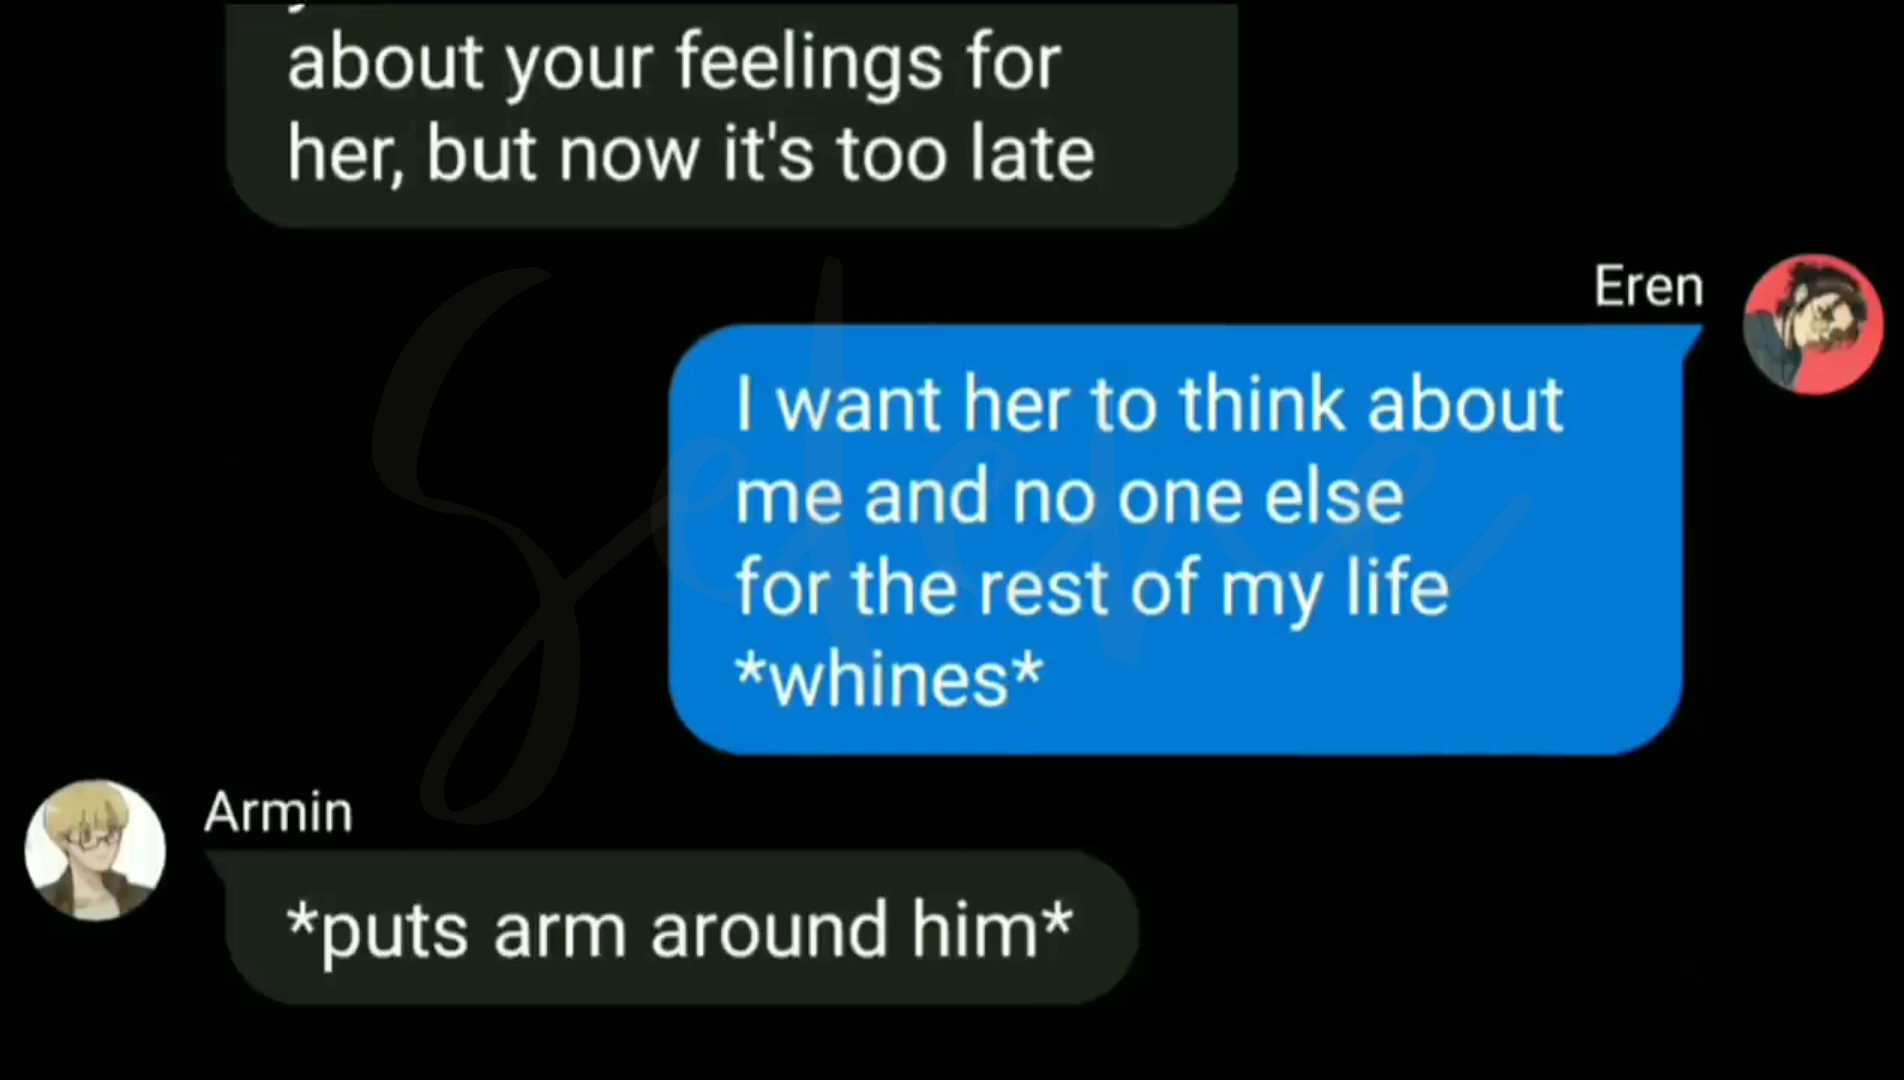 about your feelings for
her, but now it's too late
Eren
I want her to think about
me and no one else
for the rest of my life
*whines*
Armin
*puts arm around him*
Selene